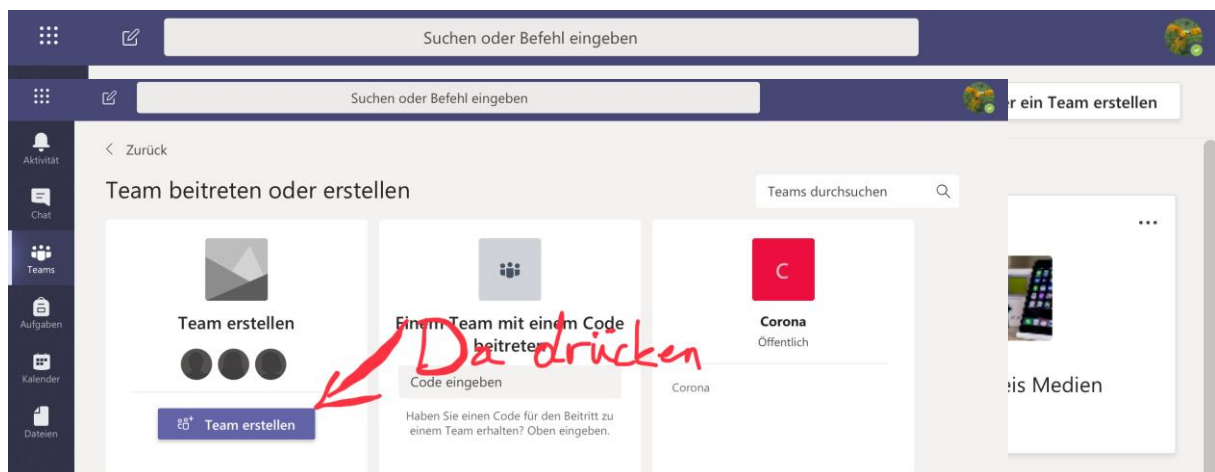 Suchen oder Befehl eingeben
Suchen oder Befehl eingeben
r ein Team erstellen
Aktivität
Zurück
Team beitreten oder erstellen
Teams durchsuchen
Chat
Teams
C
Aufgaben
Team erstellen
Einem Team mit einem Code
beitreten
Corona
Öffentlich
Da drücken
Kalender
Code eingeben
Corona
eis Medien
Team erstellen
Haben Sie einen Code für den Beitritt zu
einem Team erhalten? Oben eingeben.
Dateien